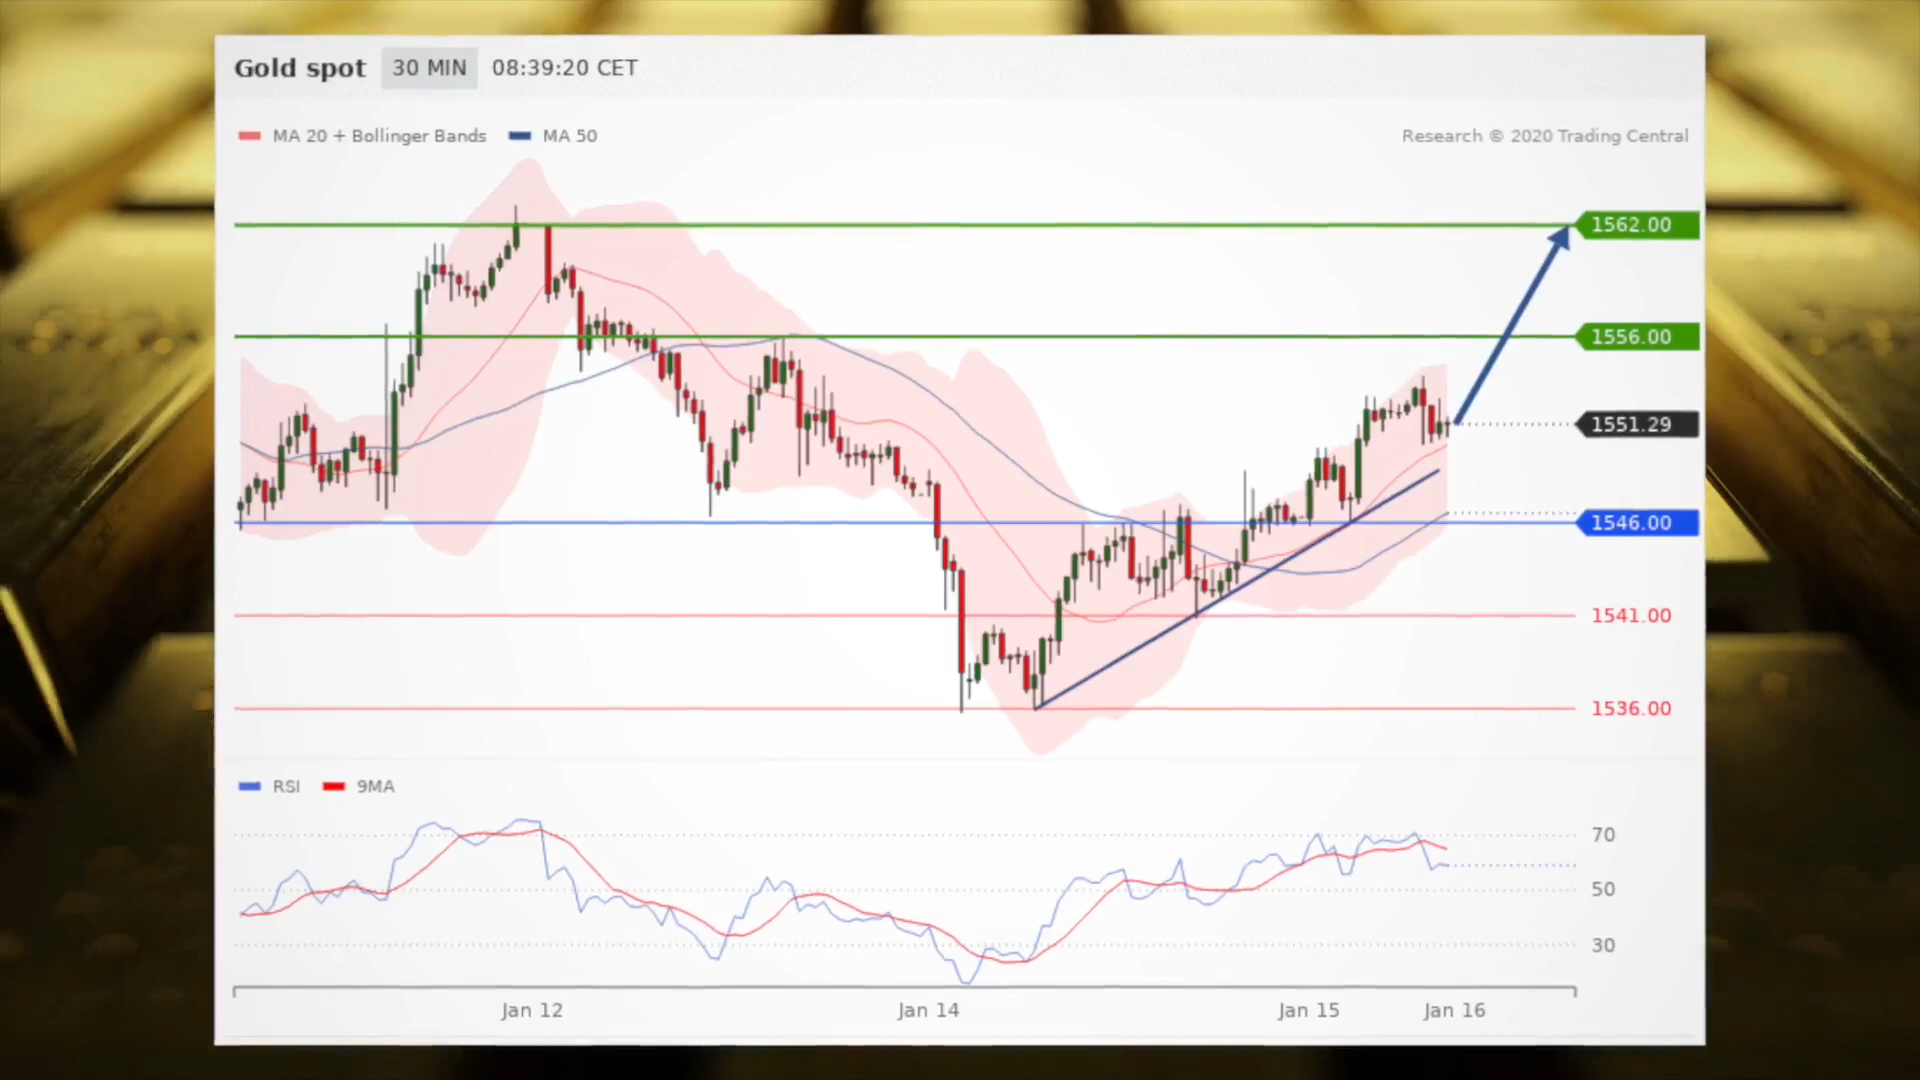 Gold spot 30 MIN 08:39:20 CET
MA 20 + Bollinger Bands MA 50
Research © 2020 Trading Central
1562.00
1556.00
1551.29
1546.00
1541.00
1536.00
RSI 9MA
70
50
30
Jan 12 Jan 14 Jan 15 Jan 16